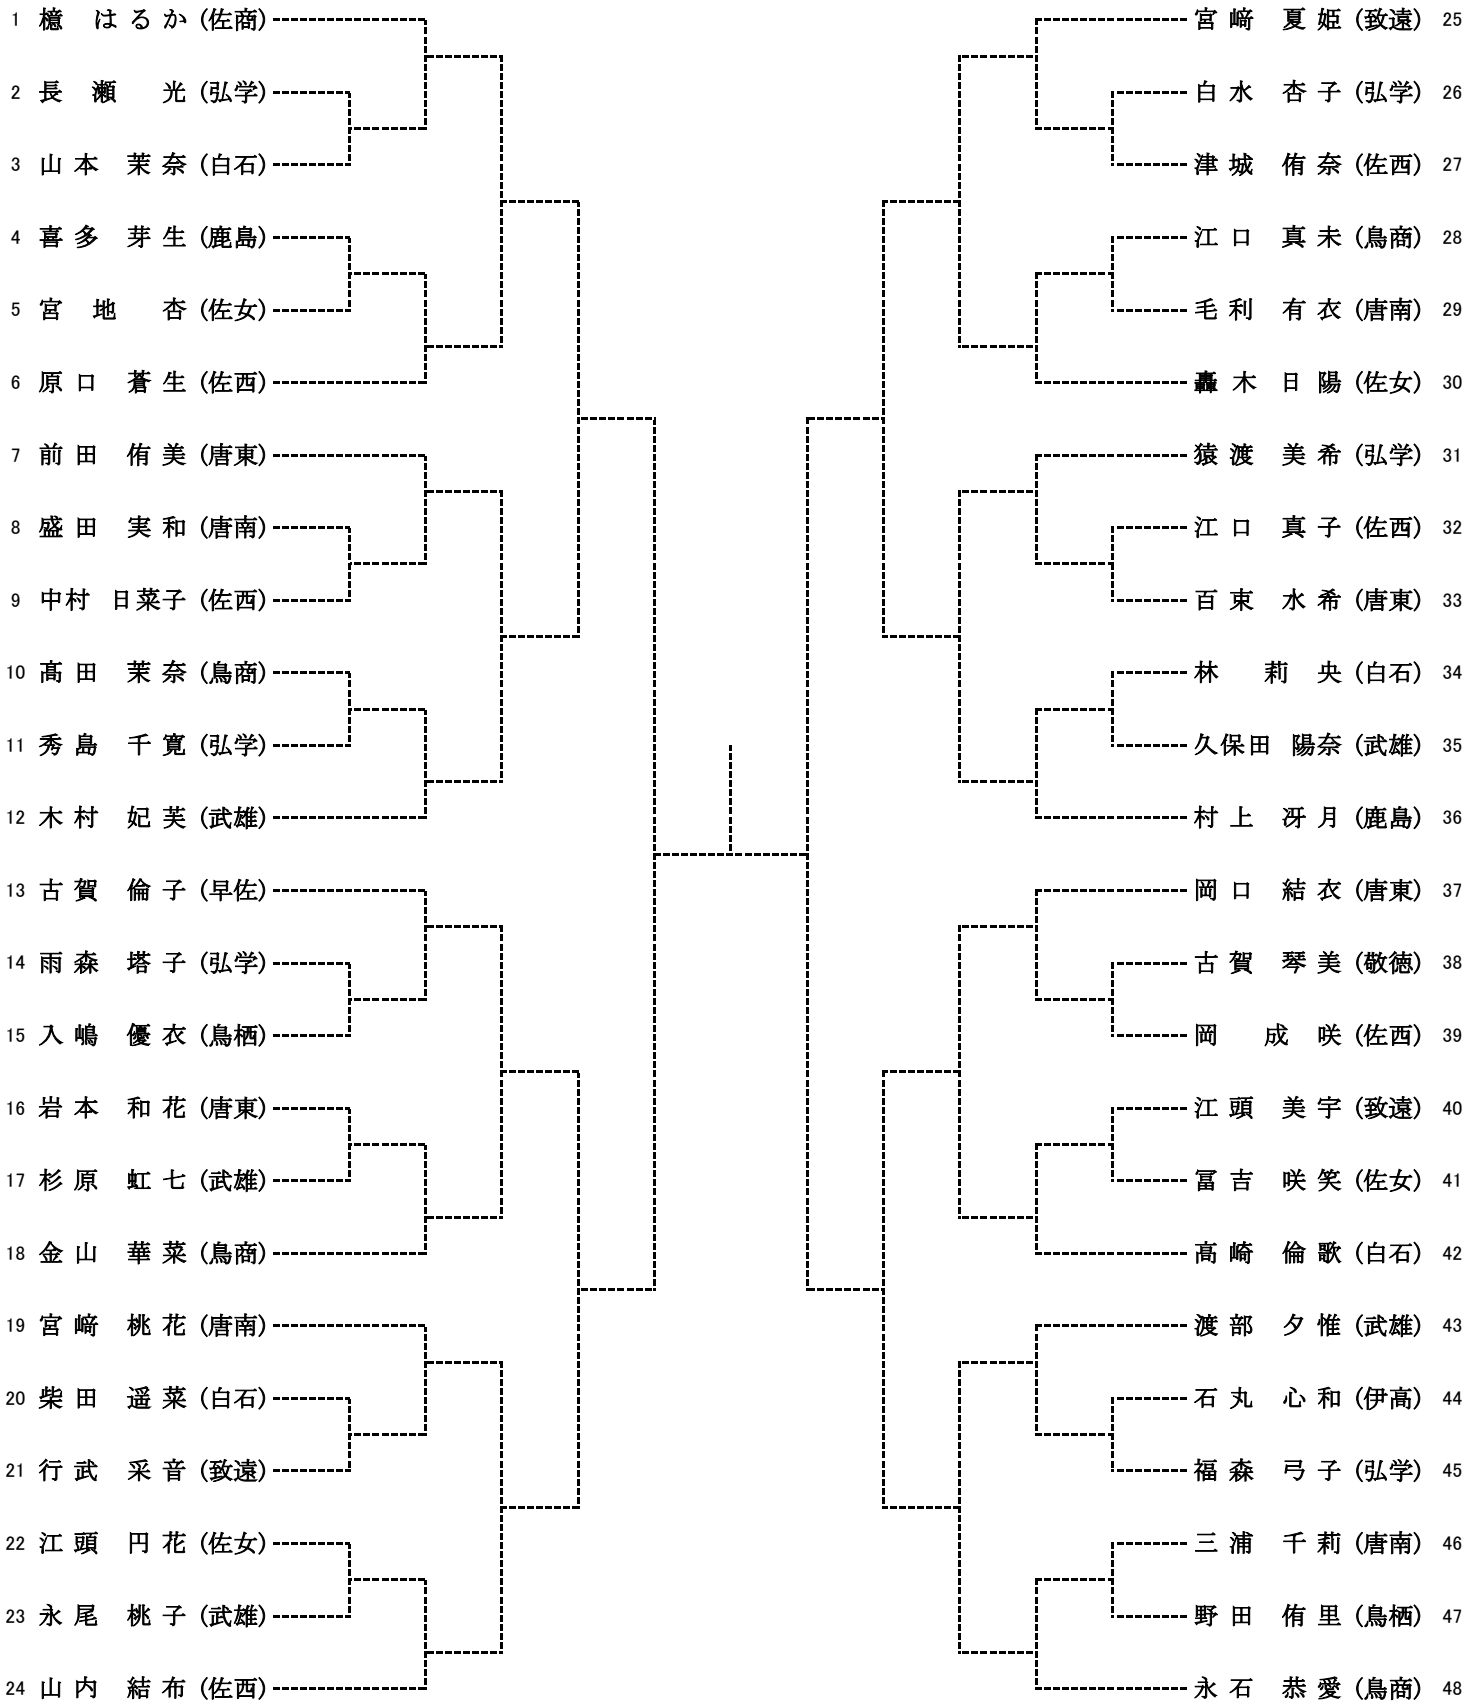 1 檍 はるか (佐商)
2 長瀬 光 (弘学)
3 山本 茉奈 (白石)
4 喜多 芽生 (鹿島)
5 宮地 杏 (佐女)
6 原口 蒼生 (佐西)
7 前田 侑美 (唐東)
8 盛田 実和 (唐南)
9 中村 日菜子 (佐西)
10 髙田 茉奈 (鳥商)
11 秀島 千寛 (弘学)
12 木村 妃芙 (武雄)
13 古賀 倫子 (早佐)
14 雨森 塔子 (弘学)
15 入嶋 優衣 (鳥栖)
16 岩本 和花 (唐東)
17 杉原 虹七 (武雄)
18 金山 華菜 (鳥商)
19 宮﨑 桃花 (唐南)
20 柴田 遥菜 (白石)
21 行武 采音 (致遠)
22 江頭 円花 (佐女)
23 永尾 桃子 (武雄)
24 山内 結布 (佐西)
宮﨑 夏姫 (致遠) 25
白水 杏子 (弘学) 26
津城 侑奈 (佐西) 27
江口 真未 (鳥商) 28
毛利 有衣 (唐南) 29
轟木 日陽 (佐女) 30
猿渡 美希 (弘学) 31
江口 真子 (佐西) 32
百東 水希 (唐東) 33
林 莉央 (白石) 34
久保田 陽奈 (武雄) 35
村上 冴月 (鹿島) 36
岡口 結衣 (唐東) 37
古賀 琴美 (敬徳) 38
岡 成咲 (佐西) 39
江頭 美宇 (致遠) 40
冨吉 咲笑 (佐女) 41
高崎 倫歌 (白石) 42
渡部 夕惟 (武雄) 43
石丸 心和 (伊高) 44
福森 弓子 (弘学) 45
三浦 千莉 (唐南) 46
野田 侑里 (鳥栖) 47
永石 恭愛 (鳥商) 48